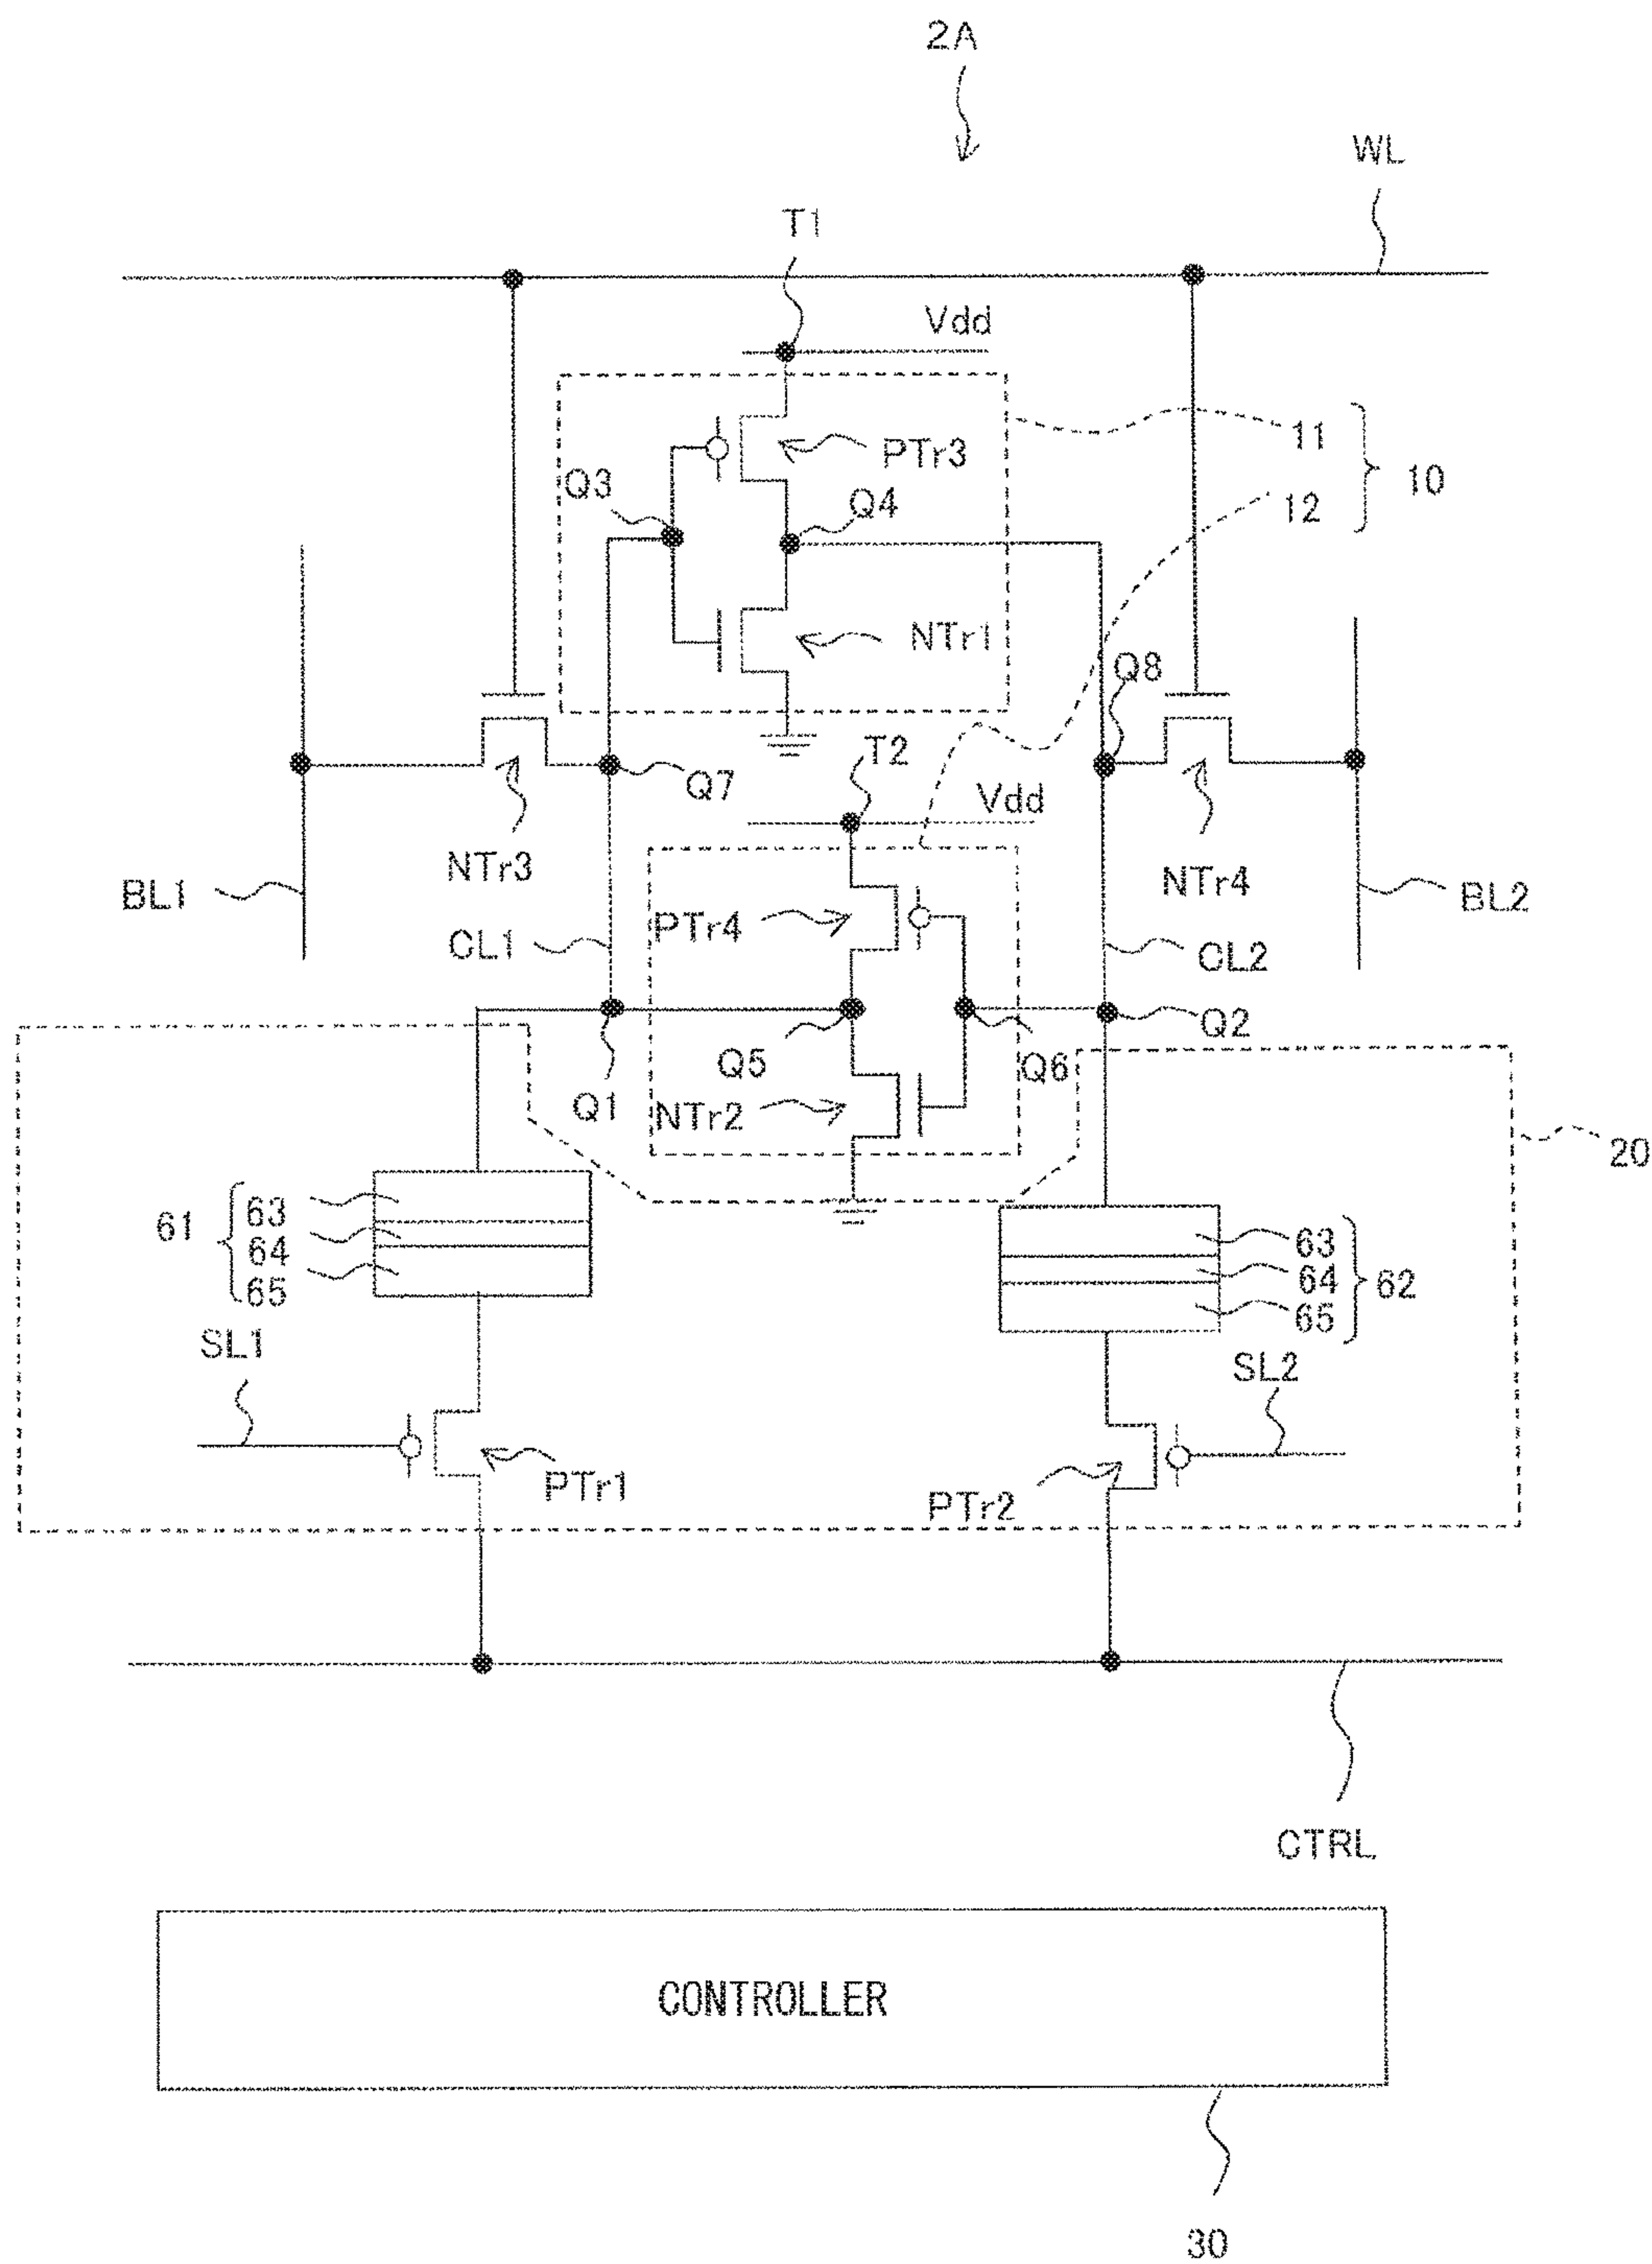 2A
WL
T1
Vdd
11
PTr3
10
Q3
Q4
12
NTr1
Q8
T2
Q7
Vdd
NTr3
NTr4
BL1
BL2
PTr4
CL1
CL2
Q2
Q5
Q6
Q1
NTr2
20
61
63
64
65
63
64
65
62
SL1
SL2
PTr1
PTr2
CTRL
CONTROLLER
30